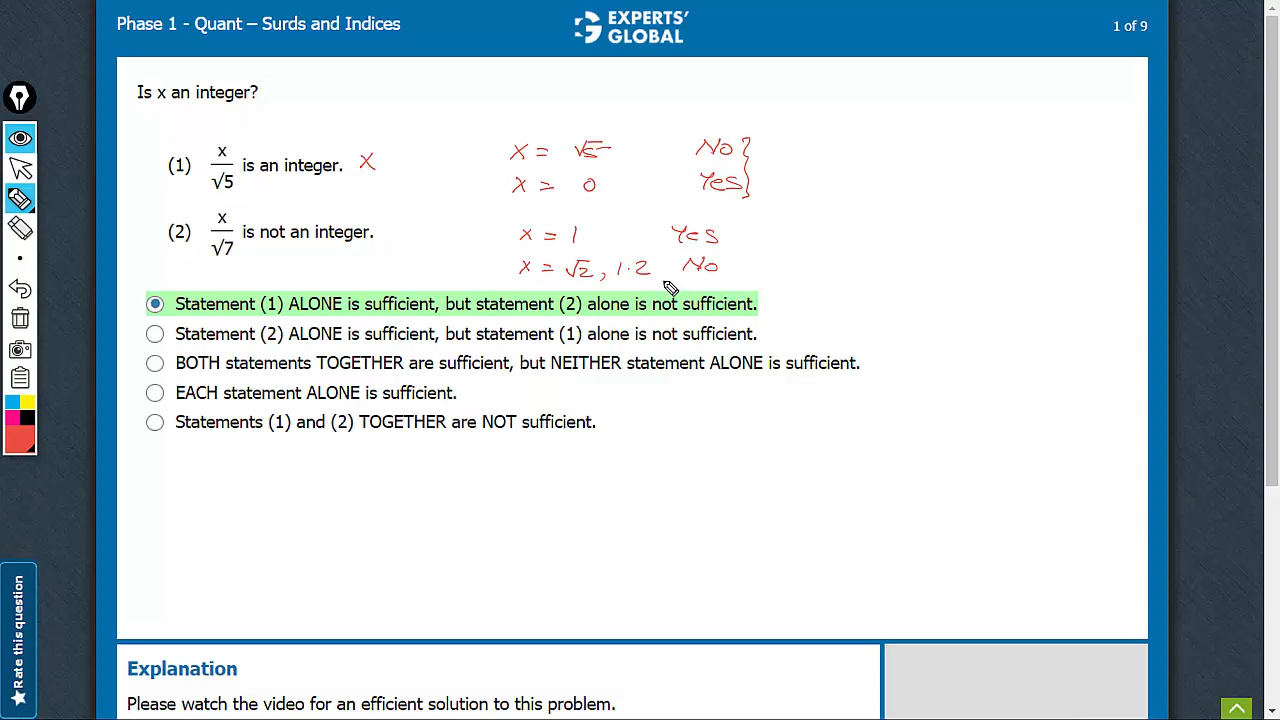 Phase 1 - Quant – Surds and Indices
EXPERTS'
GLOBAL
1 of 9
Is x an integer?
(1) x/√5 is an integer. X
x = √5 No
x = 0 Yes
(2) x/√7 is not an integer.
x = 1 Yes
x = √2, 1.2 No
Statement (1) ALONE is sufficient, but statement (2) alone is not sufficient.
Statement (2) ALONE is sufficient, but statement (1) alone is not sufficient.
BOTH statements TOGETHER are sufficient, but NEITHER statement ALONE is sufficient.
EACH statement ALONE is sufficient.
Statements (1) and (2) TOGETHER are NOT sufficient.
Rate this question
Explanation
Please watch the video for an efficient solution to this problem.